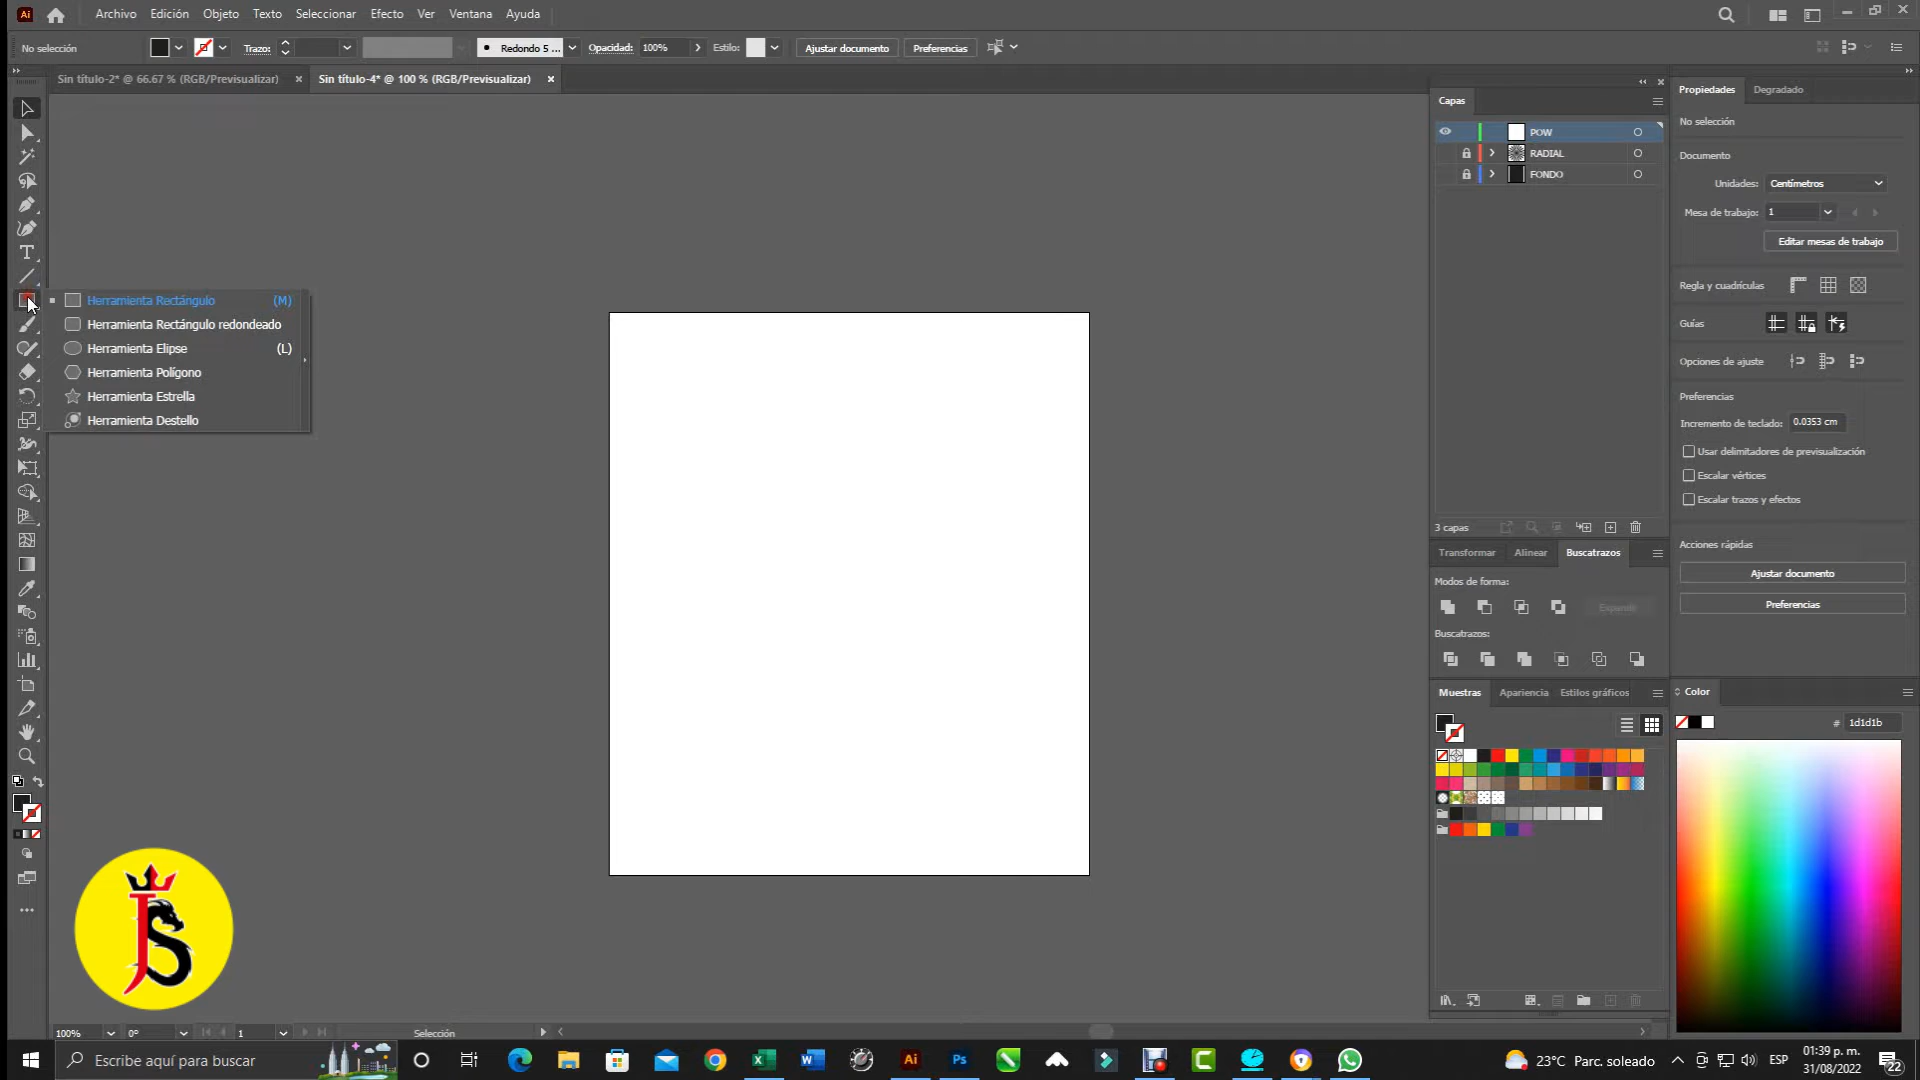 Ai
Archivo Edición Objeto Texto Seleccionar Efecto Ver Ventana Ayuda
No selección Trazo: Redondo 5 ... Opacidad: 100% Estilo: Ajustar documento Preferencias
Sin título-2* @ 66.67 % (RGB/Previsualizar) × Sin título-4* @ 100 % (RGB/Previsualizar) ×
Herramienta Rectángulo (M)
Herramienta Rectángulo redondeado
Herramienta Elipse (L)
Herramienta Polígono
Herramienta Estrella
Herramienta Destello
Capas
POW
RADIAL
FONDO
3 capas
Transformar Alinear Buscatrazos
Modos de forma:
Expandir
Buscatrazos:
Muestras Apariencia Estilos gráficos
Propiedades Degradado
No selección
Documento
Unidades: Centímetros
Mesa de trabajo: 1
Editar mesas de trabajo
Regla y cuadrículas
Guías
Opciones de ajuste
Preferencias
Incremento de teclado: 0.0353 cm
Usar delimitadores de previsualización
Escalar vértices
Escalar trazos y efectos
Acciones rápidas
Ajustar documento
Preferencias
Color
# 1d1d1b
JS
100% 0° 1 Selección
Escribe aquí para buscar
Ai Ps
23°C Parc. soleado
ESP
01:39 p. m.
31/08/2022
22